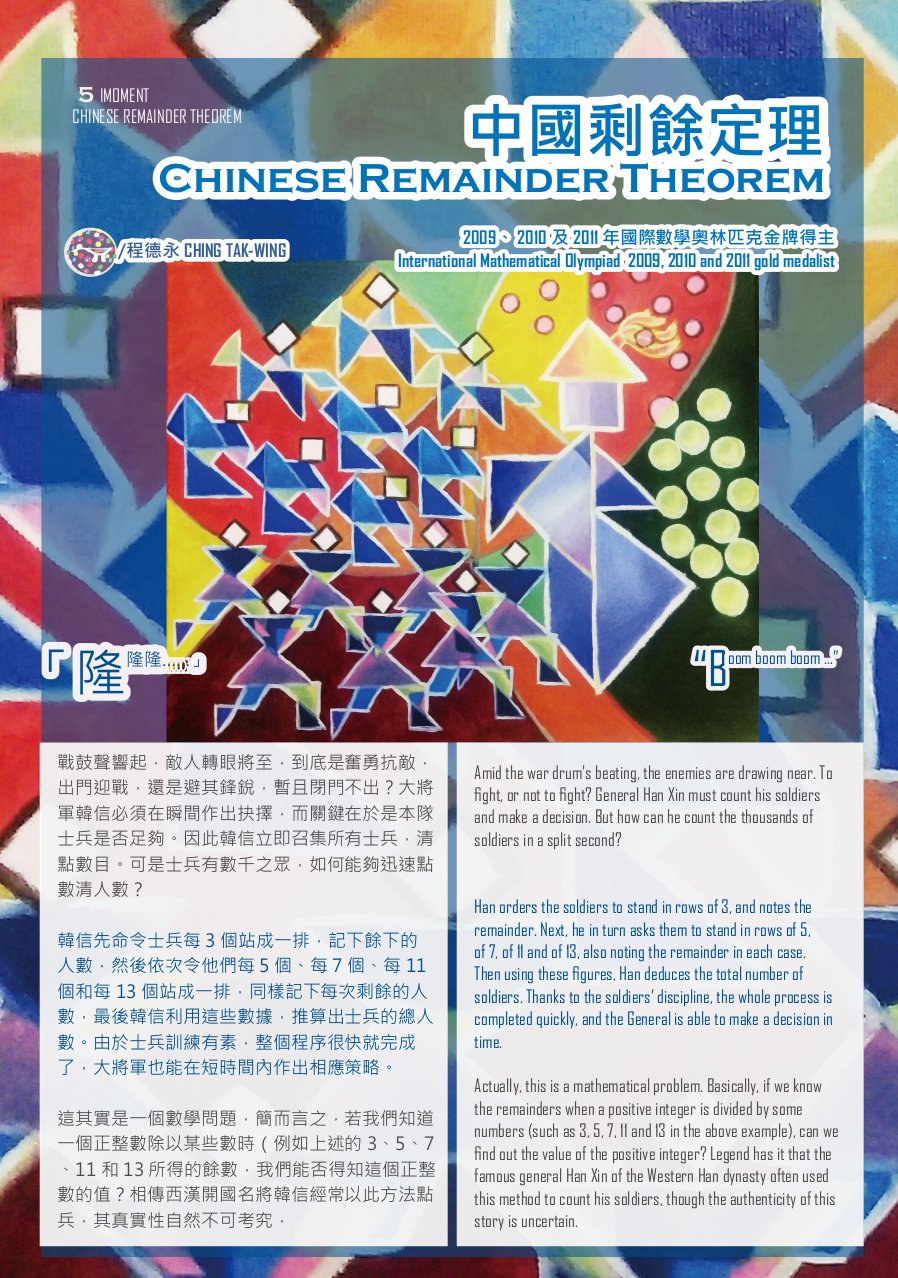 5 IMOMENT
CHINESE REMAINDER THEOREM
中國剩餘定理
CHINESE REMAINDER THEOREM
/程德永 CHING TAK-WING
2009、2010 及 2011 年國際數學奧林匹克金牌得主
International Mathematical Olympiad 2009, 2010 and 2011 gold medalist
「隆隆隆......」
“Boom boom boom ...”
戰鼓聲響起，敵人轉眼將至，到底是奮勇抗敵，
出門迎戰，還是避其鋒銳，暫且閉門不出？大將
軍韓信必須在瞬間作出抉擇，而關鍵在於是本隊
士兵是否足夠。因此韓信立即召集所有士兵，清
點數目。可是士兵有數千之眾，如何能夠迅速點
數清人數？
韓信先命令士兵每 3 個站成一排，記下餘下的
人數，然後依次令他們每 5 個、每 7 個、每 11
個和每 13 個站成一排，同樣記下每次剩餘的人
數，最後韓信利用這些數據，推算出士兵的總人
數。由於士兵訓練有素，整個程序很快就完成
了，大將軍也能在短時間內作出相應策略。
這其實是一個數學問題，簡而言之，若我們知道
一個正整數除以某些數時 ( 例如上述的 3、5、7
、11 和 13 所得的餘數，我們能否得知這個正整
數的值？相傳西漢開國名將韓信經常以此方法點
兵，其真實性自然不可考究，
Amid the war drum’s beating, the enemies are drawing near. To
fight, or not to fight? General Han Xin must count his soldiers
and make a decision. But how can he count the thousands of
soldiers in a split second?
Han orders the soldiers to stand in rows of 3, and notes the
remainder. Next, he in turn asks them to stand in rows of 5,
of 7, of 11 and of 13, also noting the remainder in each case.
Then using these figures, Han deduces the total number of
soldiers. Thanks to the soldiers’ discipline, the whole process is
completed quickly, and the General is able to make a decision in
time.
Actually, this is a mathematical problem. Basically, if we know
the remainders when a positive integer is divided by some
numbers (such as 3, 5, 7, 11 and 13 in the above example), can we
find out the value of the positive integer? Legend has it that the
famous general Han Xin of the Western Han dynasty often used
this method to count his soldiers, though the authenticity of this
story is uncertain.